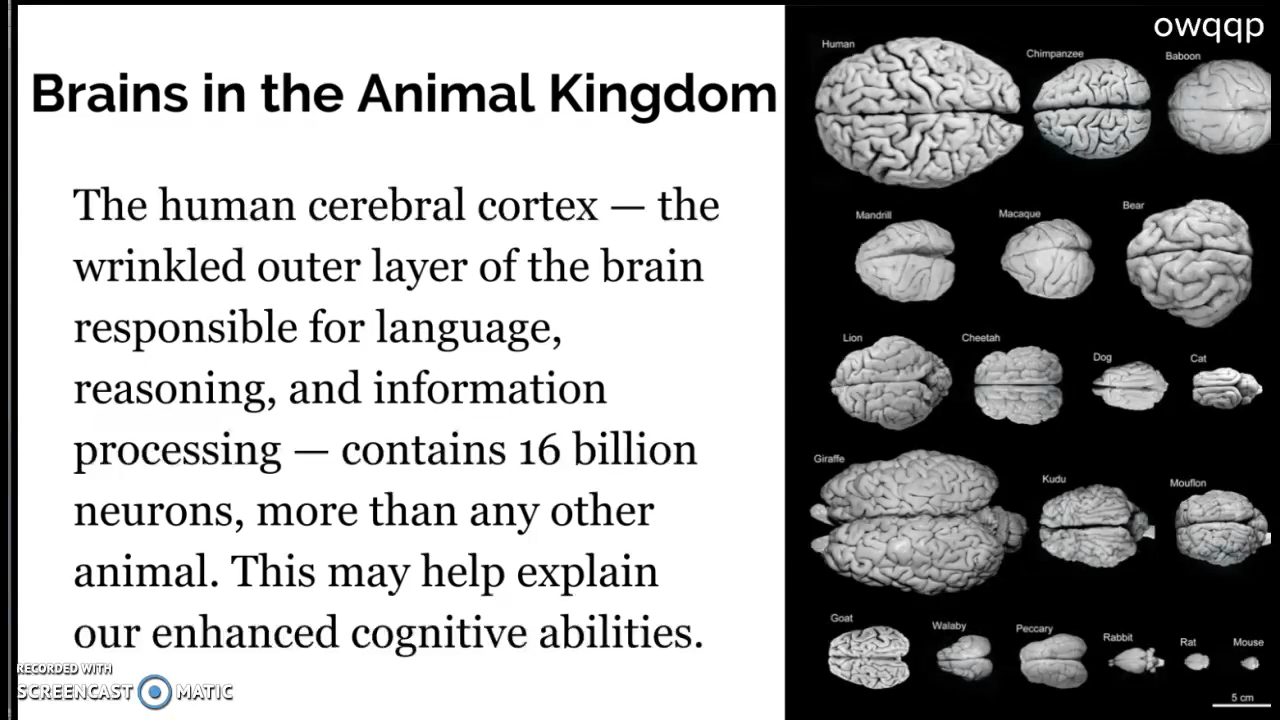 owqqp
Brains in the Animal Kingdom
The human cerebral cortex — the
wrinkled outer layer of the brain
responsible for language,
reasoning, and information
processing — contains 16 billion
neurons, more than any other
animal. This may help explain
our enhanced cognitive abilities.
Human
Chimpanzee
Baboon
Mandrill
Macaque
Bear
Lion
Cheetah
Dog
Cat
Giraffe
Kudu
Mouflon
Goat
Walaby
Peccary
Rabbit
Rat
Mouse
5 cm
RECORDED WITH
SCREENCAST MATIC